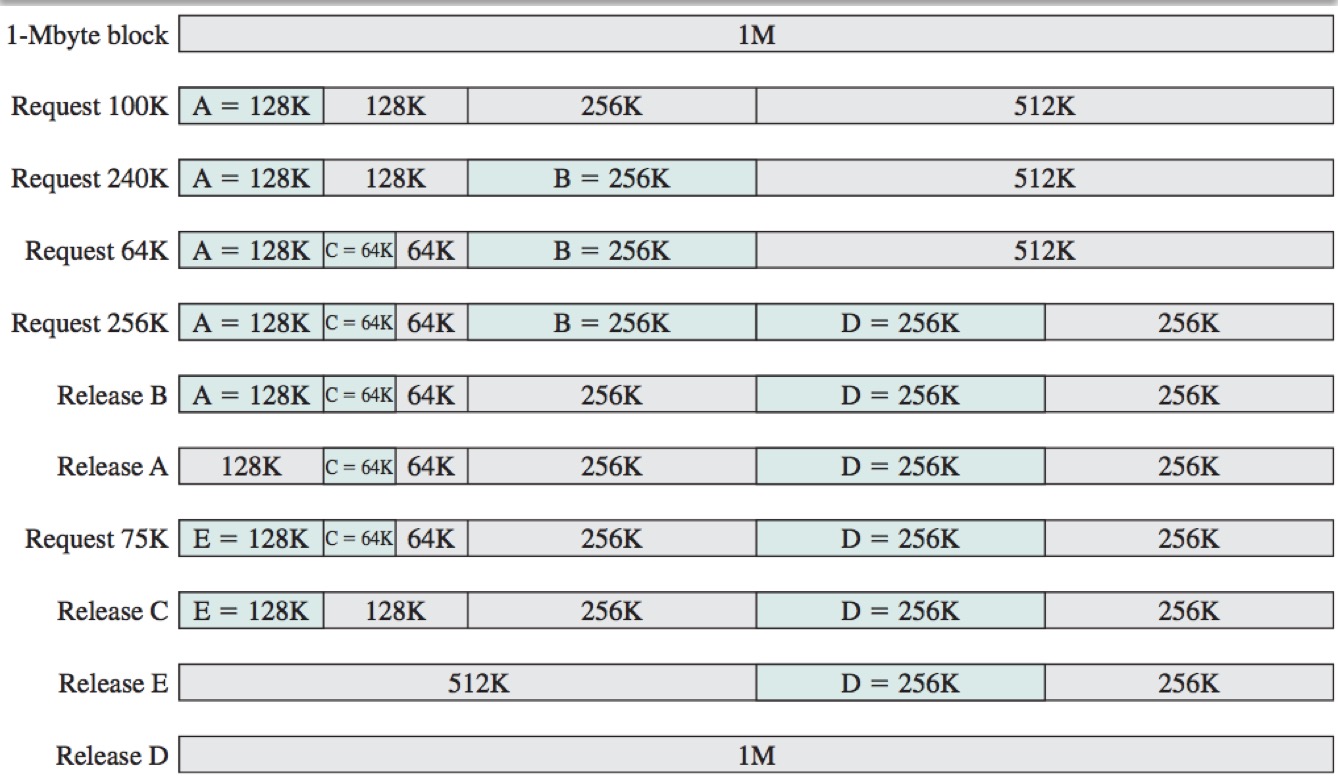 1-Mbyte block 1M
Request 100K A = 128K 128K 256K 512K
Request 240K A = 128K 128K B = 256K 512K
Request 64K A = 128K C = 64K 64K B = 256K 512K
Request 256K A = 128K C = 64K 64K B = 256K D = 256K 256K
Release B A = 128K C = 64K 64K 256K D = 256K 256K
Release A 128K C = 64K 64K 256K D = 256K 256K
Request 75K E = 128K C = 64K 64K 256K D = 256K 256K
Release C E = 128K 128K 256K D = 256K 256K
Release E 512K D = 256K 256K
Release D 1M